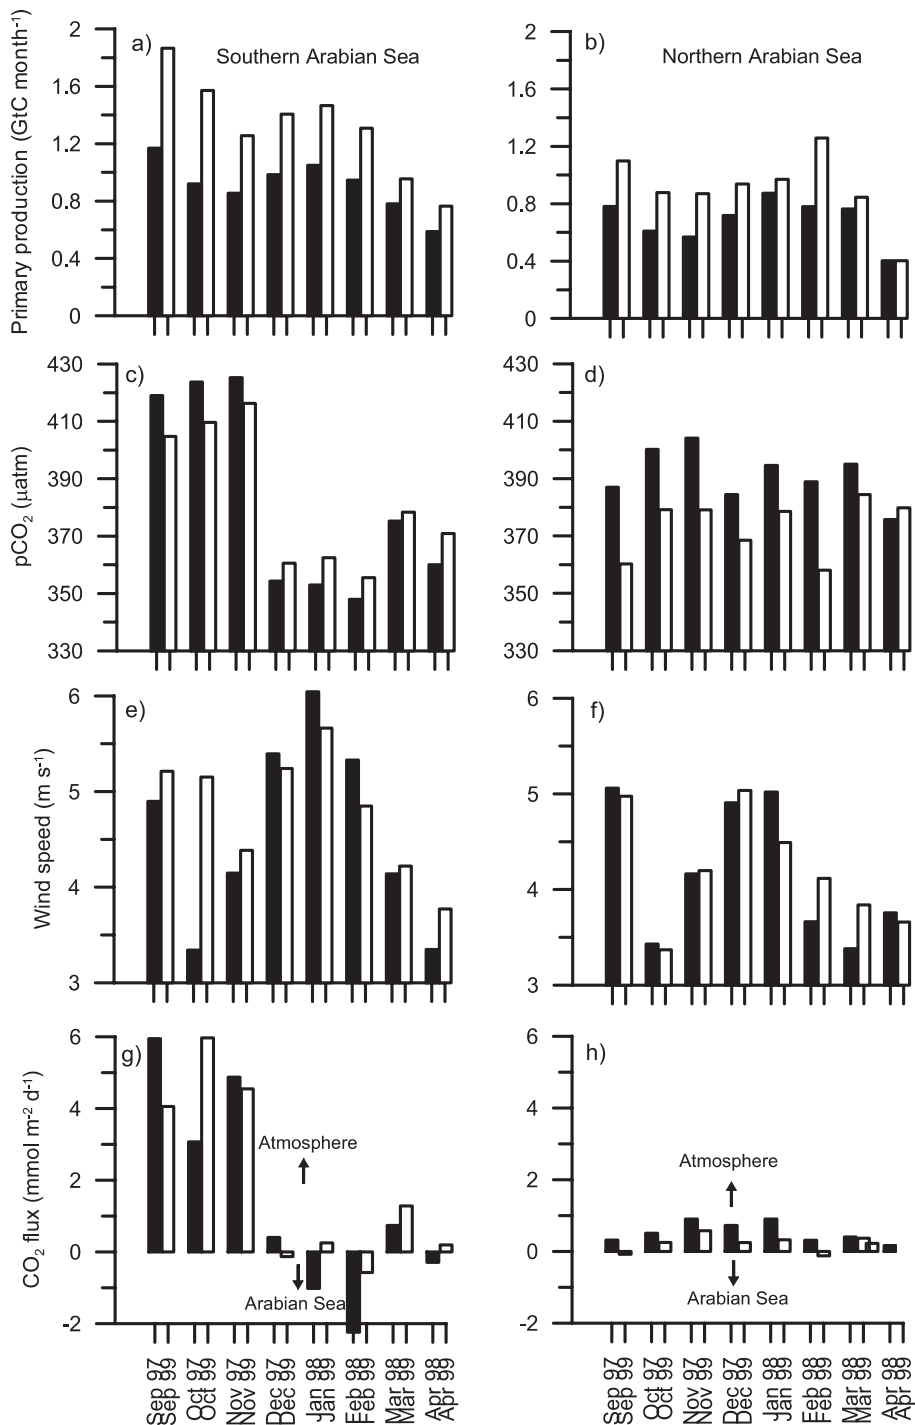 a) Southern Arabian Sea
Primary production (GtC month⁻¹)
2
1.6
1.2
0.8
0.4
0
b) Northern Arabian Sea
2
1.6
1.2
0.8
0.4
0
c)
pCO₂ (µatm)
430
410
390
370
350
330
d)
430
410
390
370
350
330
e)
Wind speed (m s⁻¹)
6
5
4
3
f)
6
5
4
3
g)
CO₂ flux (mmol m⁻² d⁻¹)
6
4
2
0
-2
Atmosphere
Arabian Sea
h)
6
4
2
0
-2
Atmosphere
Arabian Sea
Sep 97
Sep 99
Oct 97
Oct 99
Nov 97
Nov 99
Dec 97
Dec 99
Jan 98
Jan 99
Feb 98
Feb 99
Mar 98
Mar 99
Apr 98
Apr 99
Sep 97
Sep 99
Oct 97
Oct 99
Nov 97
Nov 99
Dec 97
Dec 99
Jan 98
Jan 99
Feb 98
Feb 99
Mar 98
Mar 99
Apr 98
Apr 99